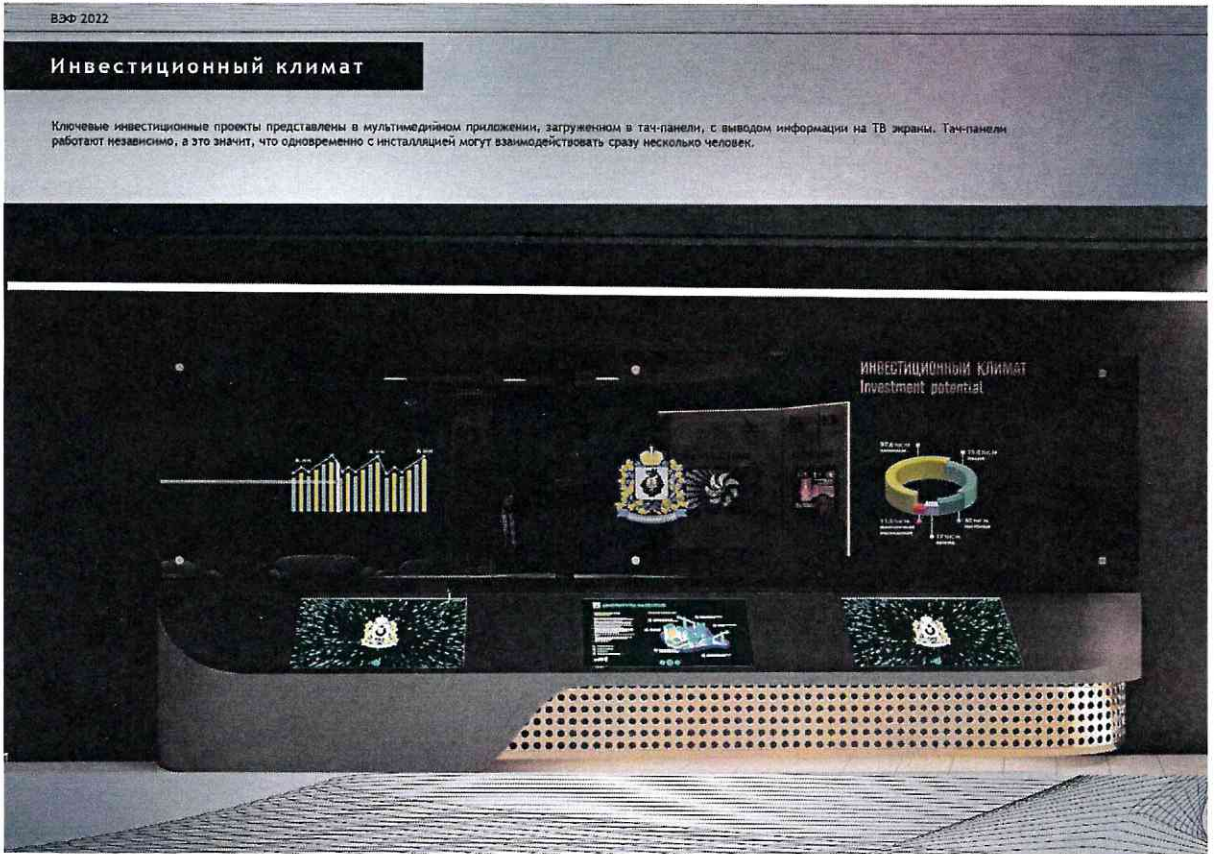 ВЭФ 2022
Инвестиционный климат
Ключевые инвестиционные проекты представлены в мультимедийном приложении, загруженном в тач-панели, с выводом информации на ТВ экраны. Тач-панели
работают независимо, а это значит, что одновременно с инсталляцией могут взаимодействовать сразу несколько человек.
ИНВЕСТИЦИОННЫЙ КЛИМАТ
Investment potential